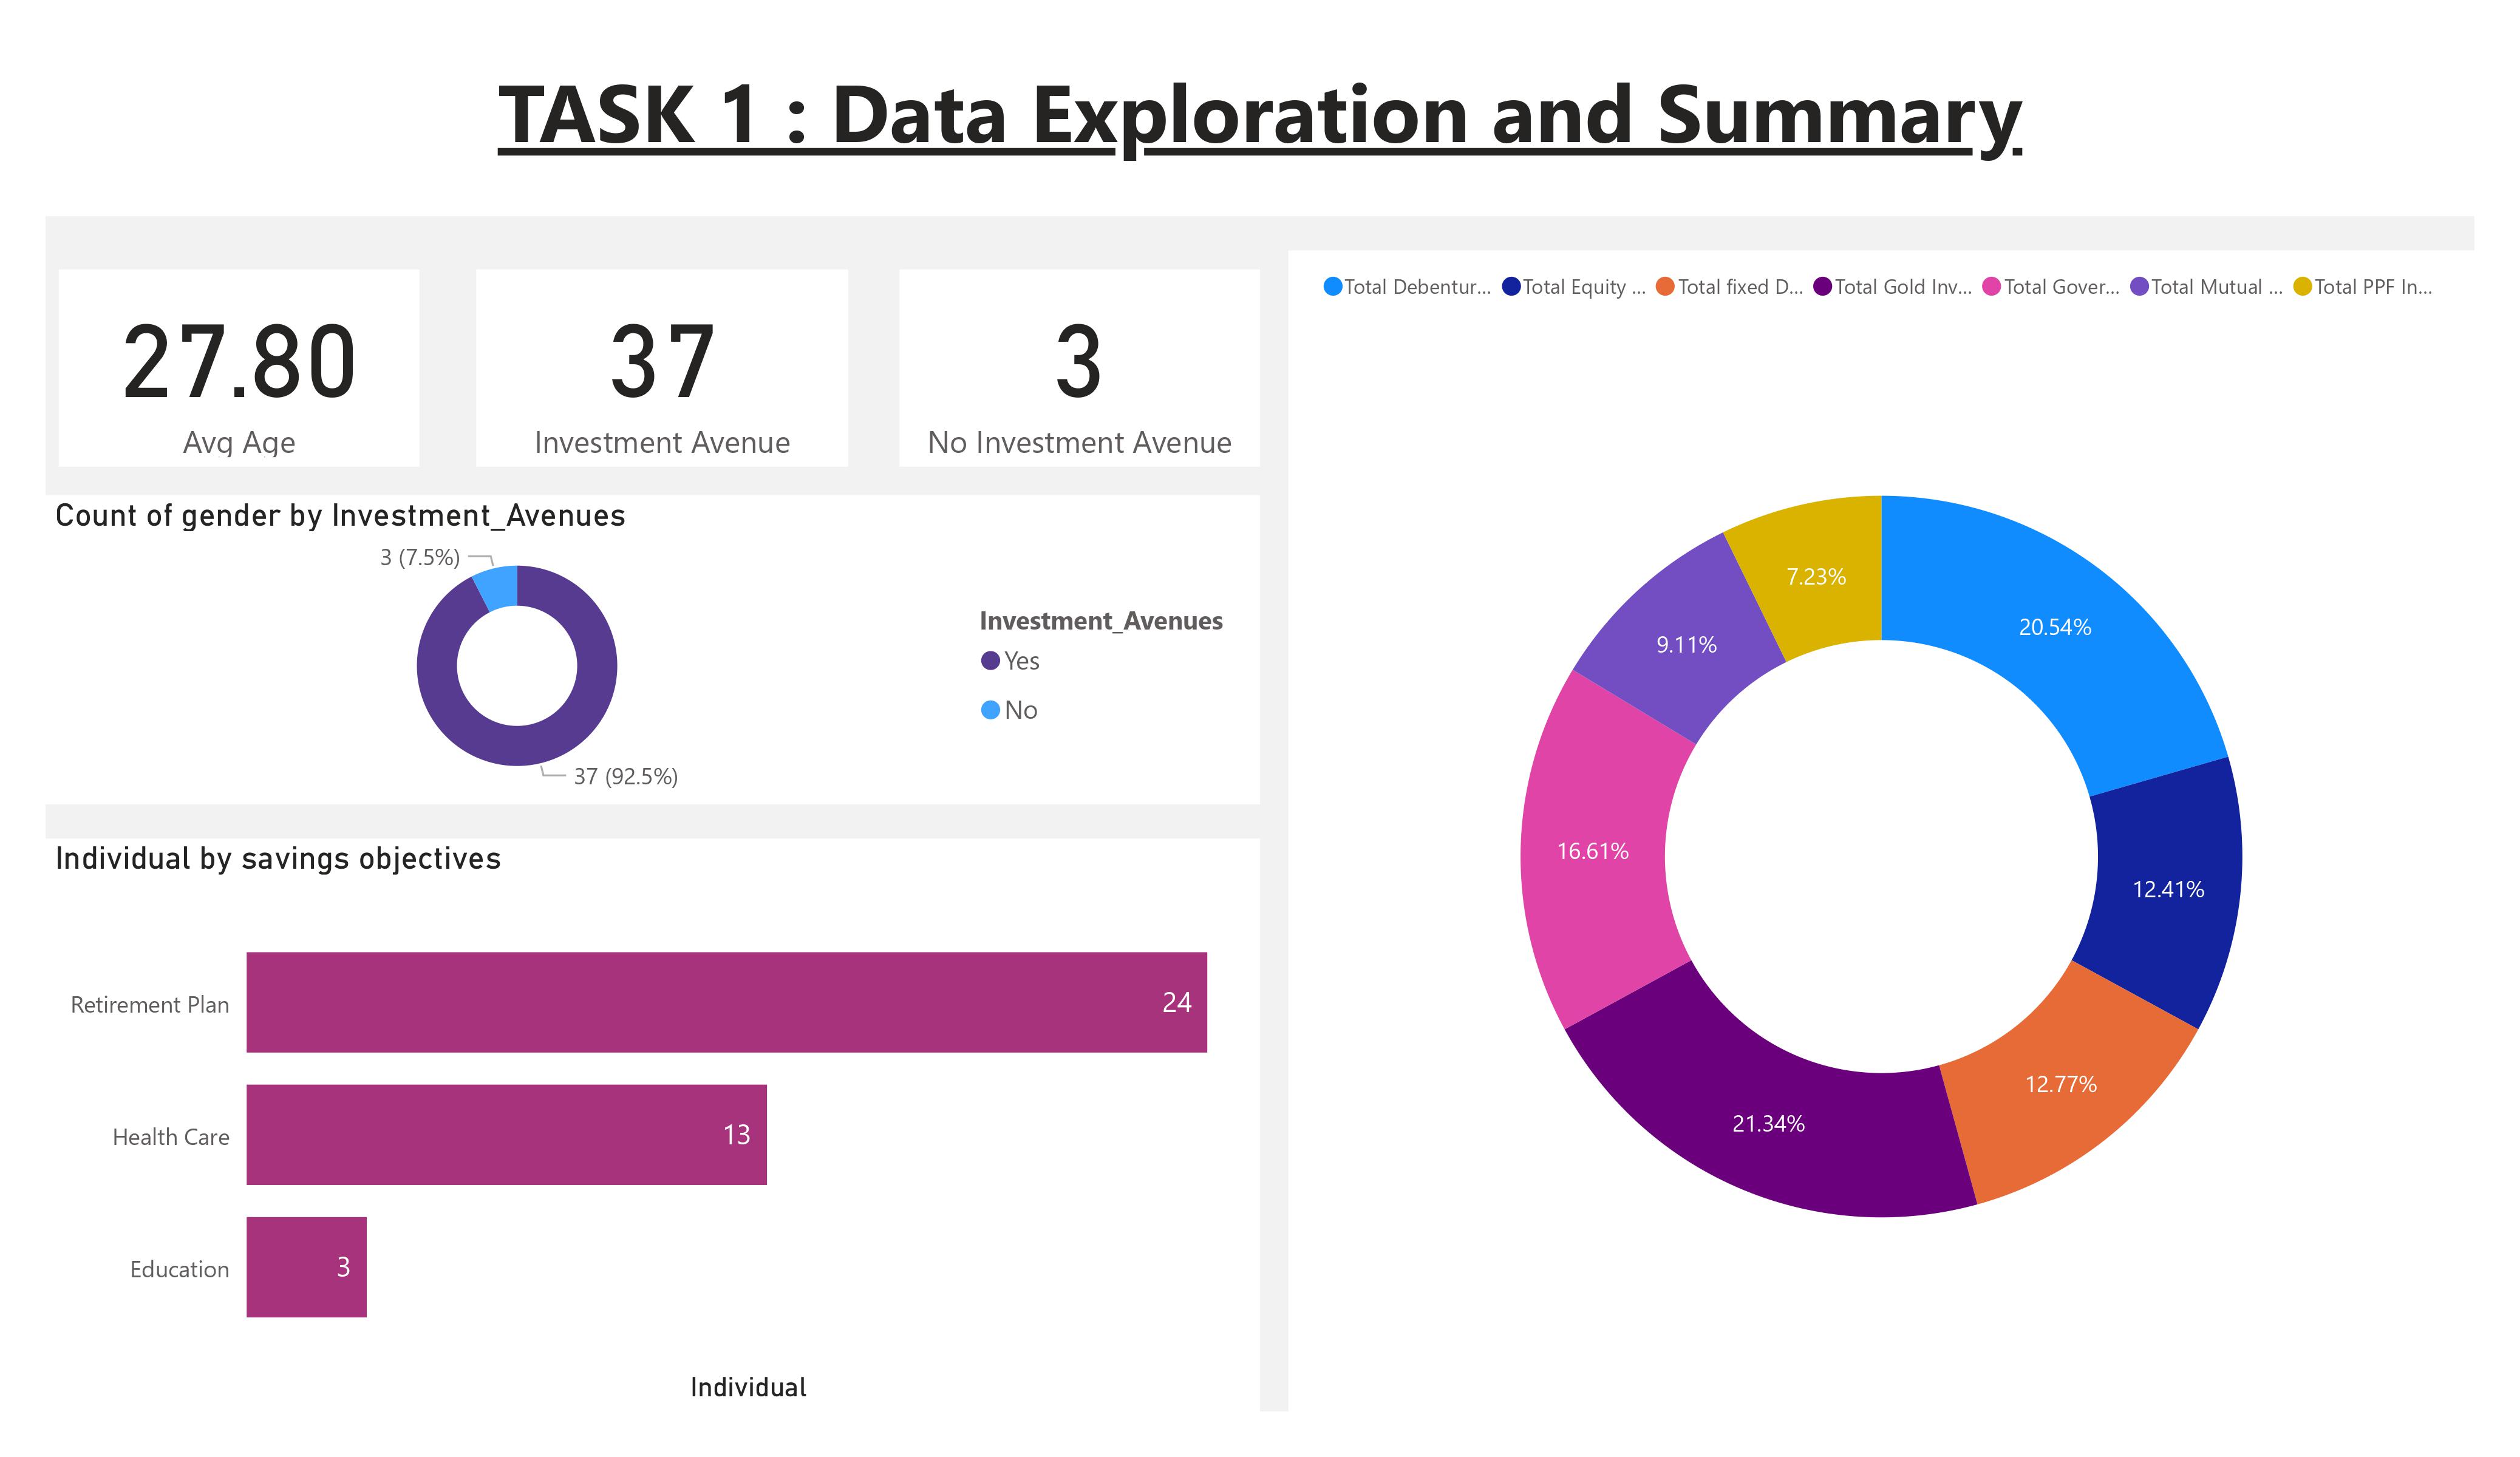 TASK 1 : Data Exploration and Summary
27.80
Avg Age
37
Investment Avenue
3
No Investment Avenue
Count of gender by Investment_Avenues
3 (7.5%)
37 (92.5%)
Investment_Avenues
Yes
No
Individual by savings objectives
Retirement Plan
24
Health Care
13
Education
3
Individual
Total Debentur... Total Equity ... Total fixed D... Total Gold Inv... Total Gover... Total Mutual ... Total PPF In...
7.23%
20.54%
9.11%
16.61%
12.41%
12.77%
21.34%